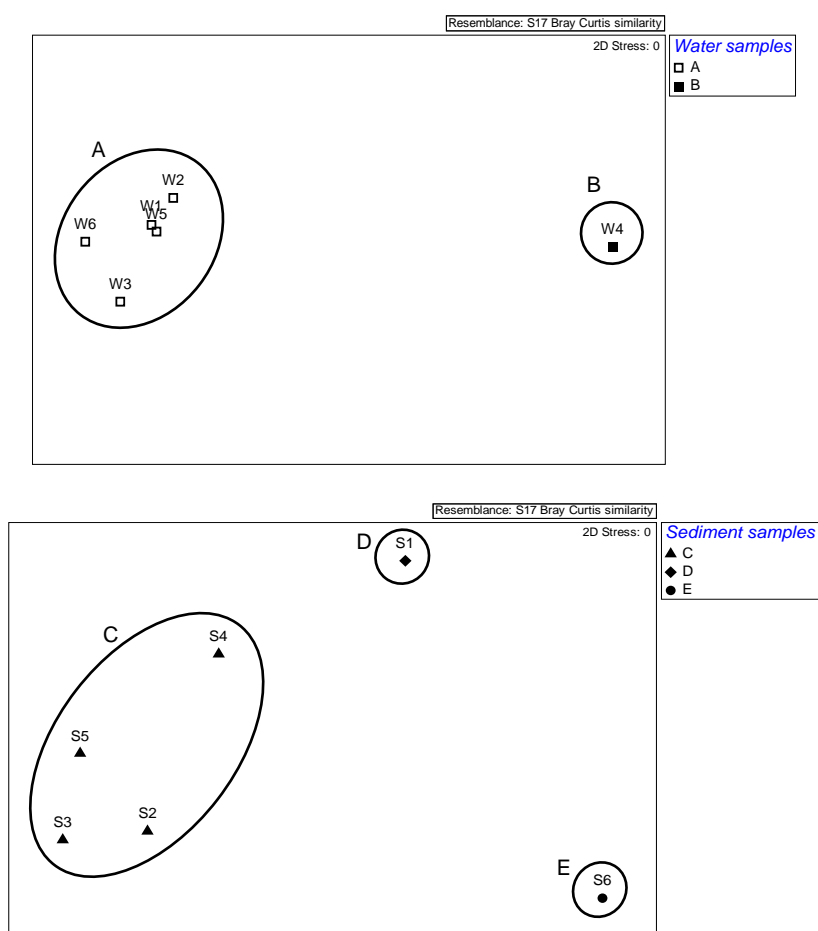 Resemblance: S17 Bray Curtis similarity
2D Stress: 0
Water samples
A
B
A
B
W2
W1
W5
W6
W3
W4
Resemblance: S17 Bray Curtis similarity
2D Stress: 0
Sediment samples
C
D
E
D
S1
C
S4
S5
S2
S3
E
S6